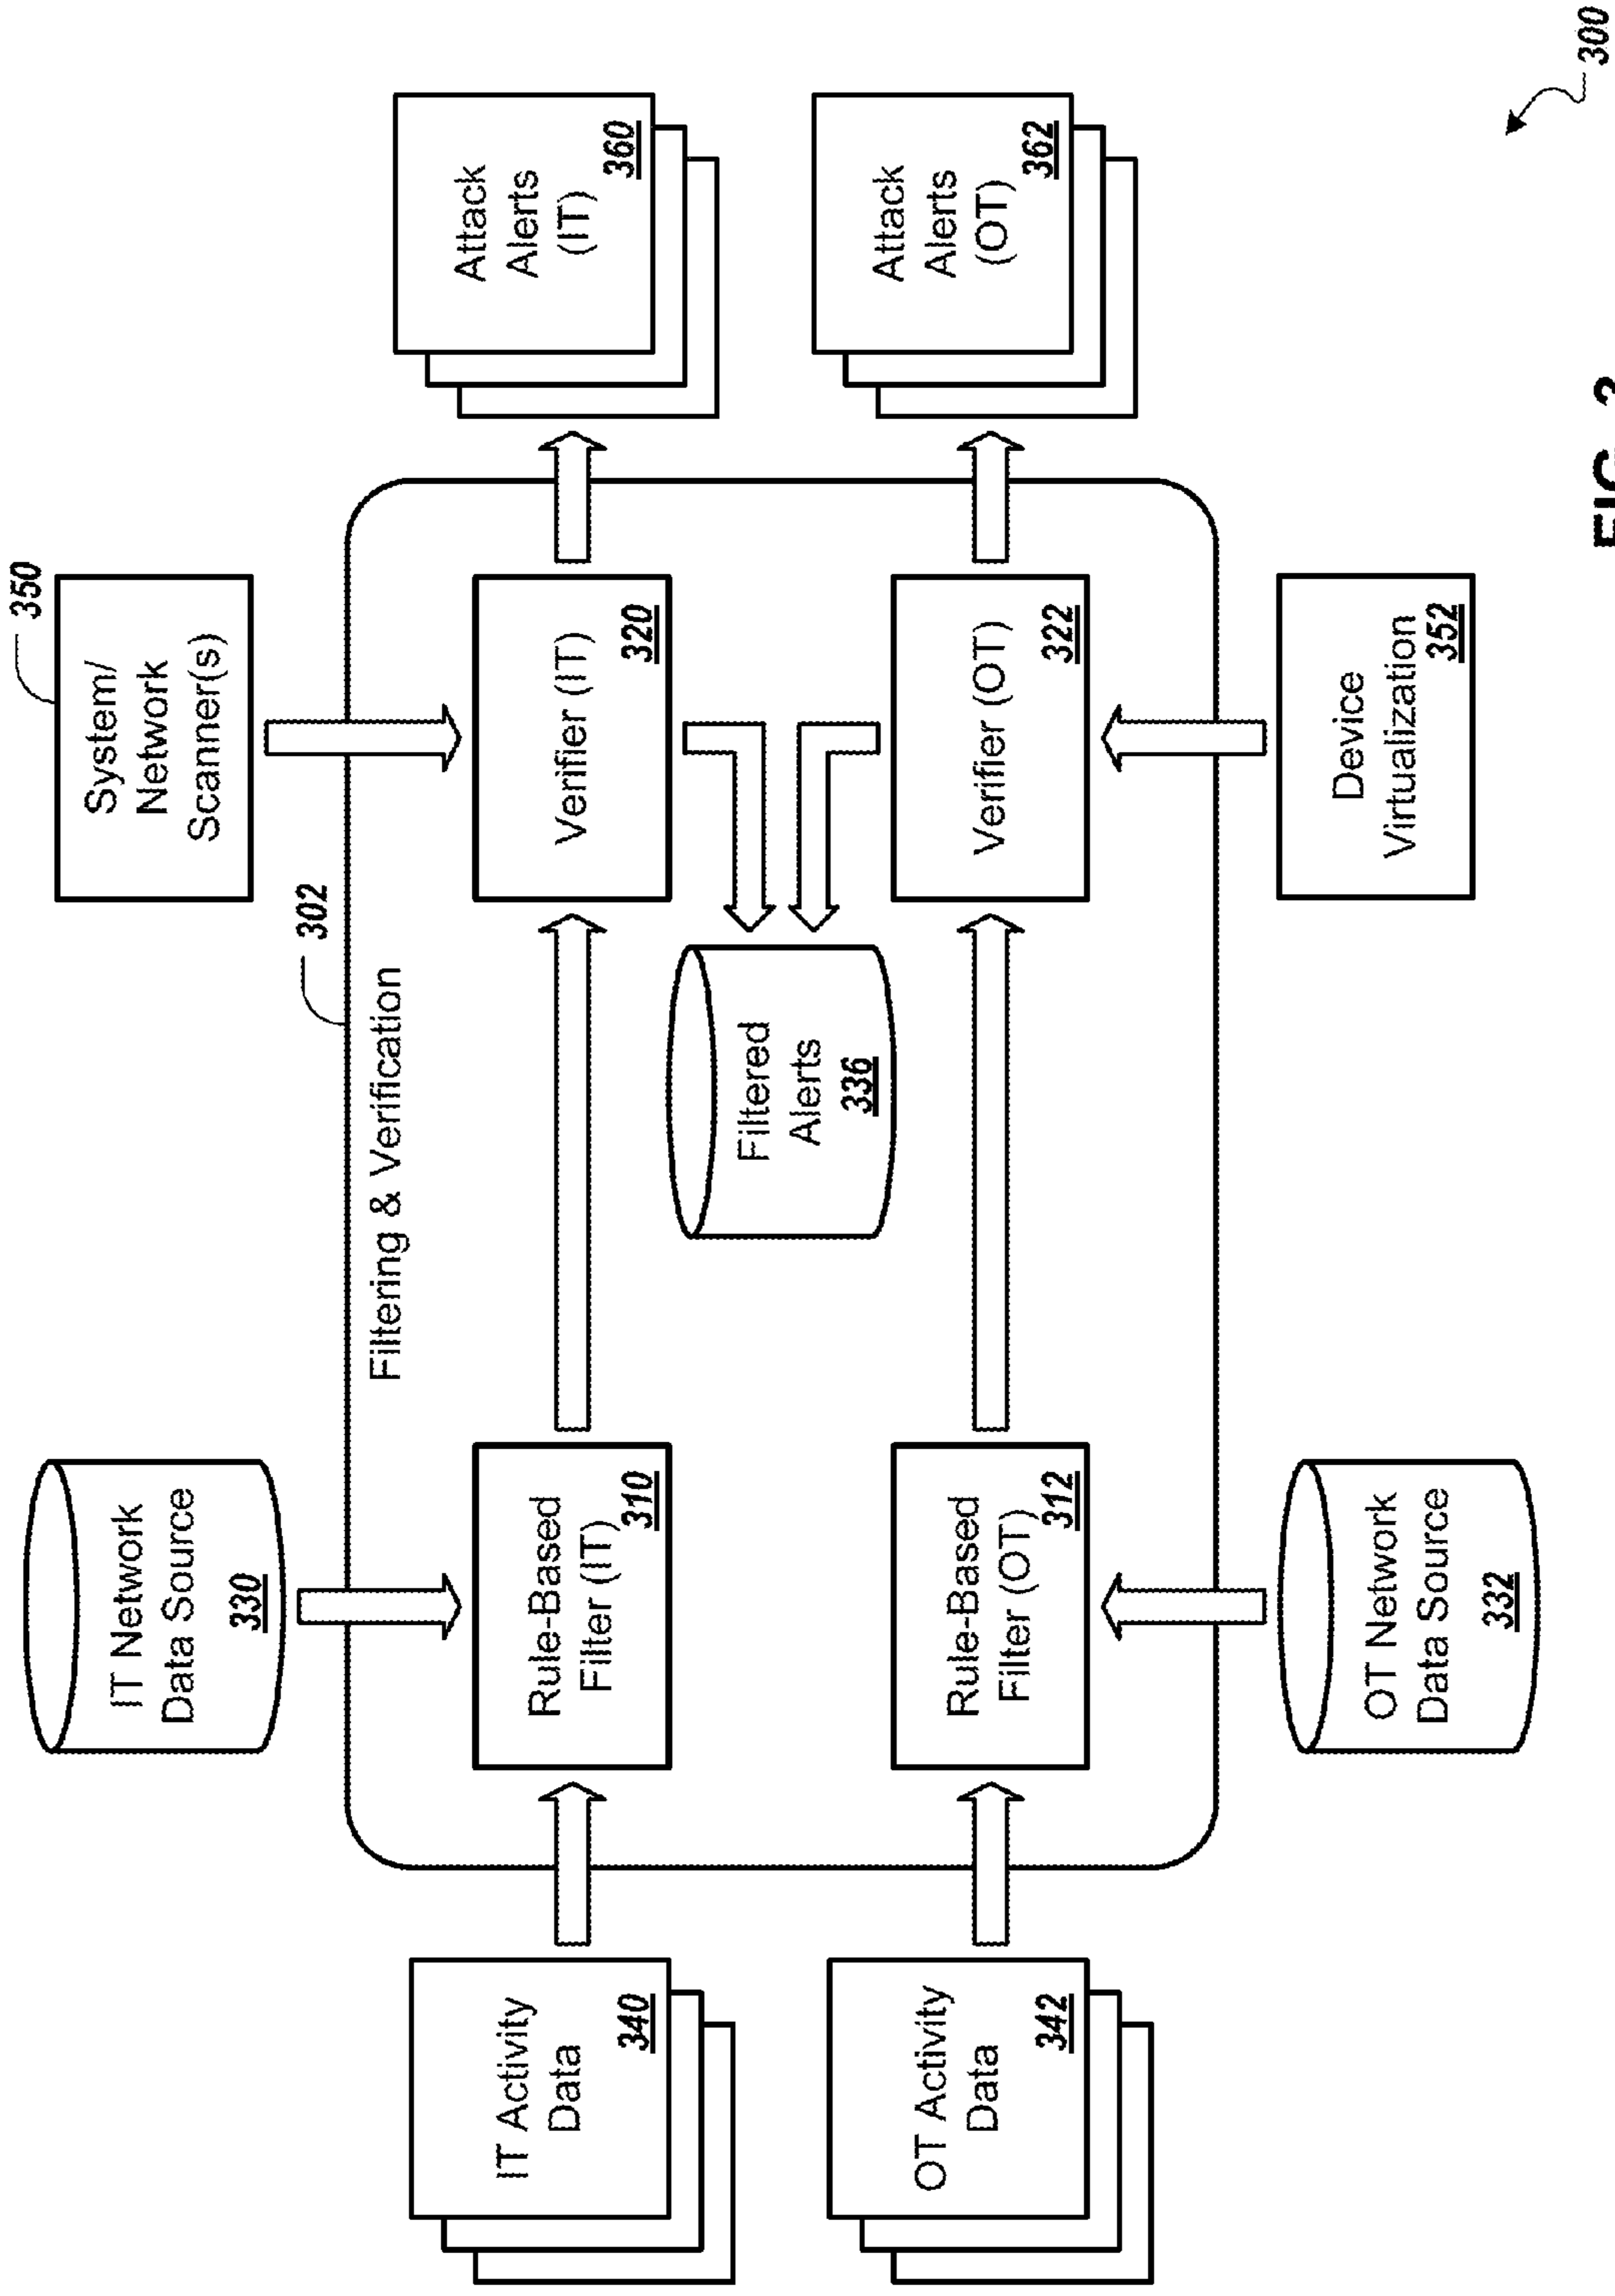 350
System/
Network
Scanner(s)
IT Network
Data Source
330
302
Filtering & Verification
IT Activity
Data
340
Rule-Based
Filter (IT)
310
Verifier (IT)
320
Attack
Alerts
(IT)
360
Filtered
Alerts
336
OT Activity
Data
342
Rule-Based
Filter (OT)
312
Verifier (OT)
322
Attack
Alerts
(OT)
362
OT Network
Data Source
332
Device
Virtualization
352
300
FIG. 3